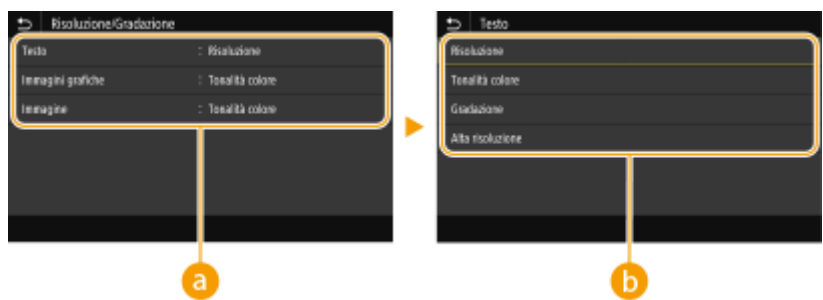 Risoluzione/Gradazione
Testo : Risoluzione
Immagini grafiche : Tonalità colore
Immagine : Tonalità colore
a
Testo
Risoluzione
Tonalità colore
Gradazione
Alta risoluzione
b